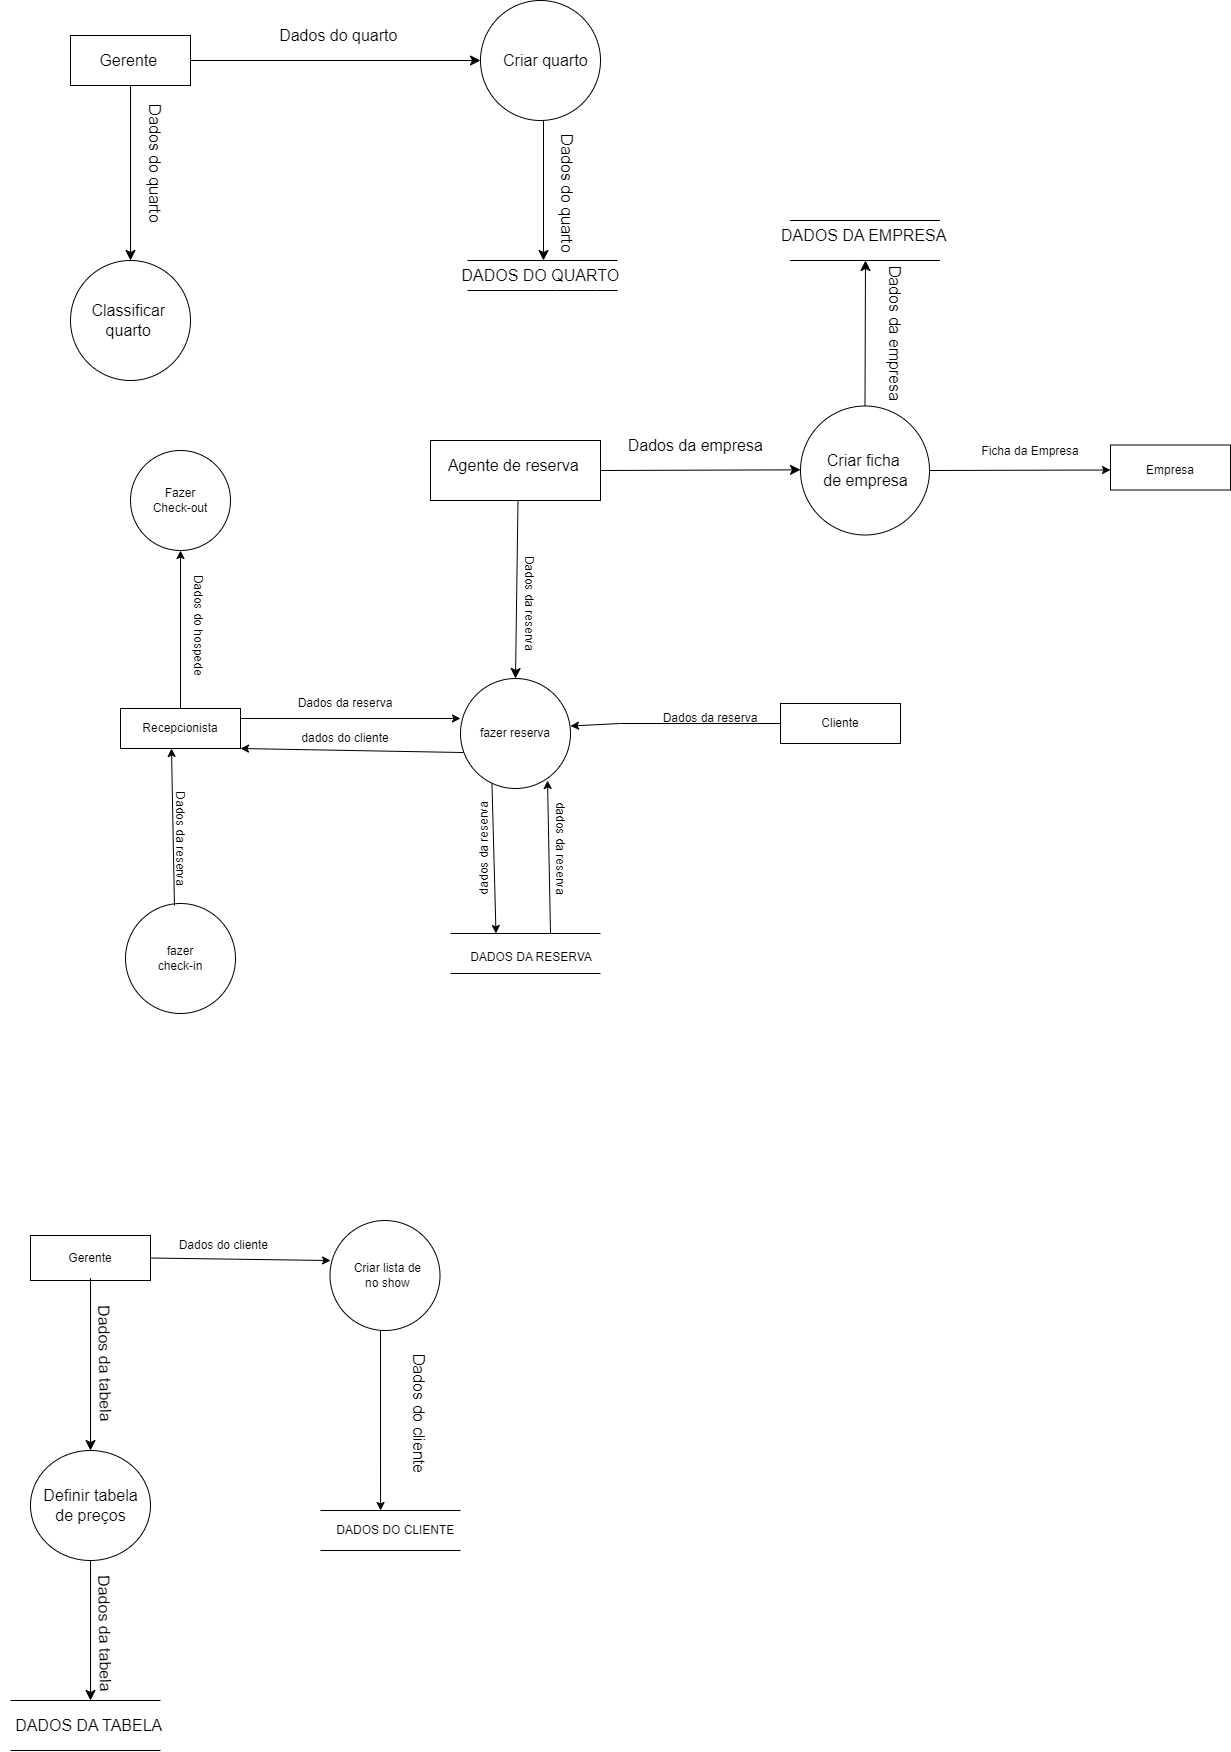 Dados do quarto
Gerente
Criar quarto
Dados do quarto
Dados do quarto
DADOS DO QUARTO
Classificar
quarto
DADOS DA EMPRESA
Dados da empresa
Agente de reserva
Dados da empresa
Criar ficha
de empresa
Ficha da Empresa
Empresa
Fazer
Check-out
Dados do hospede
Dados da reserva
Recepcionista
Dados da reserva
dados do cliente
fazer reserva
Dados da reserva
Cliente
Dados da reserva
dados da reserva
dados da reserva
fazer
check-in
DADOS DA RESERVA
Gerente
Dados do cliente
Criar lista de
no show
Dados da tabela
Dados do cliente
Definir tabela
de preços
DADOS DO CLIENTE
Dados da tabela
DADOS DA TABELA